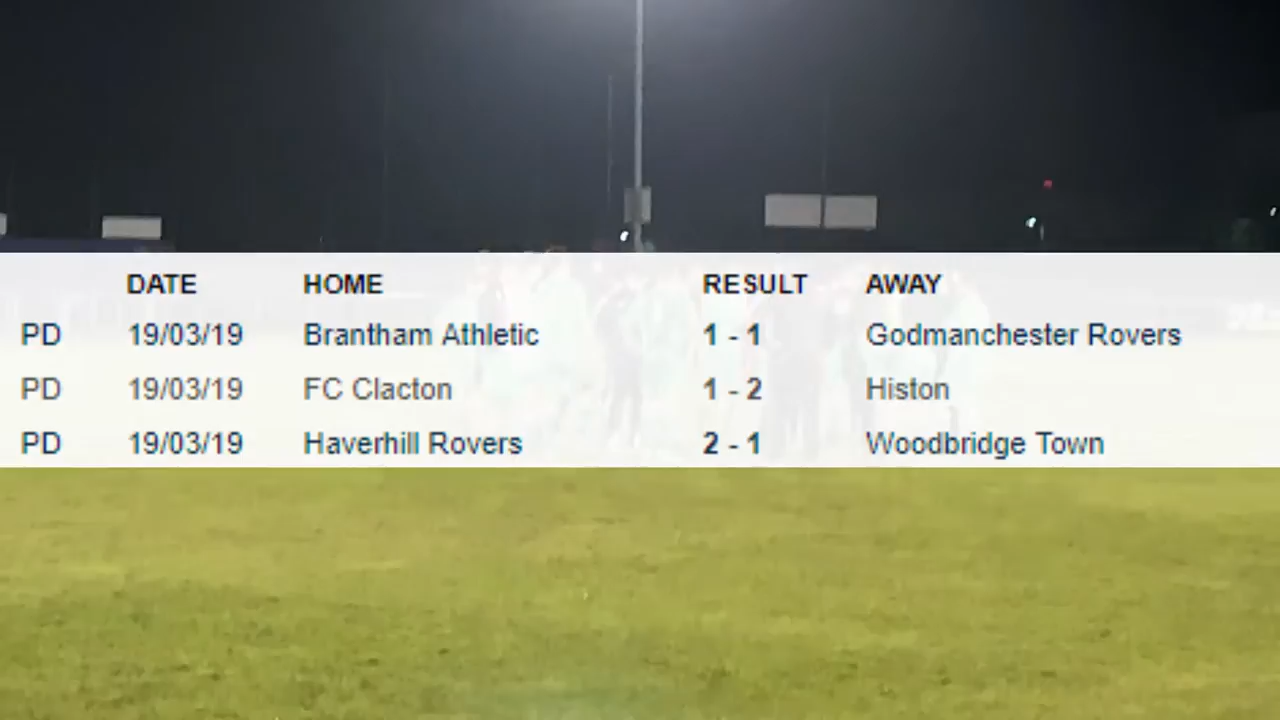 DATE HOME RESULT AWAY
PD 19/03/19 Brantham Athletic 1 - 1 Godmanchester Rovers
PD 19/03/19 FC Clacton 1 - 2 Histon
PD 19/03/19 Haverhill Rovers 2 - 1 Woodbridge Town